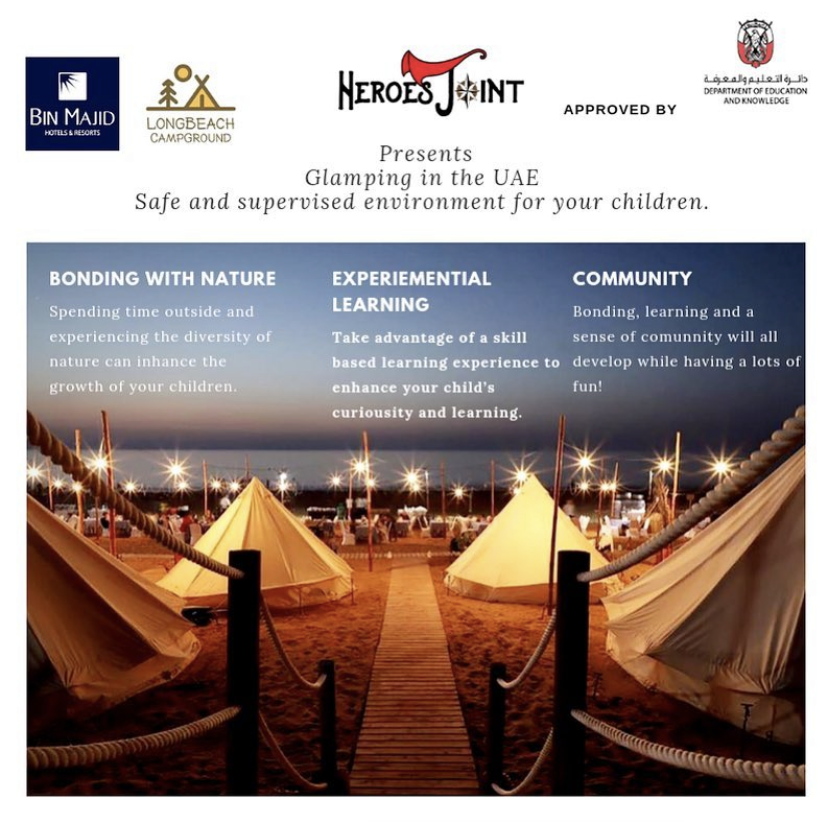 BIN MAJID
HOTELS & RESORTS
LONGBEACH
CAMPGROUND
HEROES JOINT
APPROVED BY
دائـــرة التـعـلـيــم والـمـعـرفــة
DEPARTMENT OF EDUCATION
AND KNOWLEDGE
Presents
Glamping in the UAE
Safe and supervised environment for your children.
BONDING WITH NATURE
Spending time outside and
experiencing the diversity of
nature can inhance the
growth of your children.
EXPERIEMENTIAL
LEARNING
Take advantage of a skill
based learning experience to
enhance your child's
curiousity and learning.
COMMUNITY
Bonding, learning and a
sense of comunnity will all
develop while having a lots of
fun!